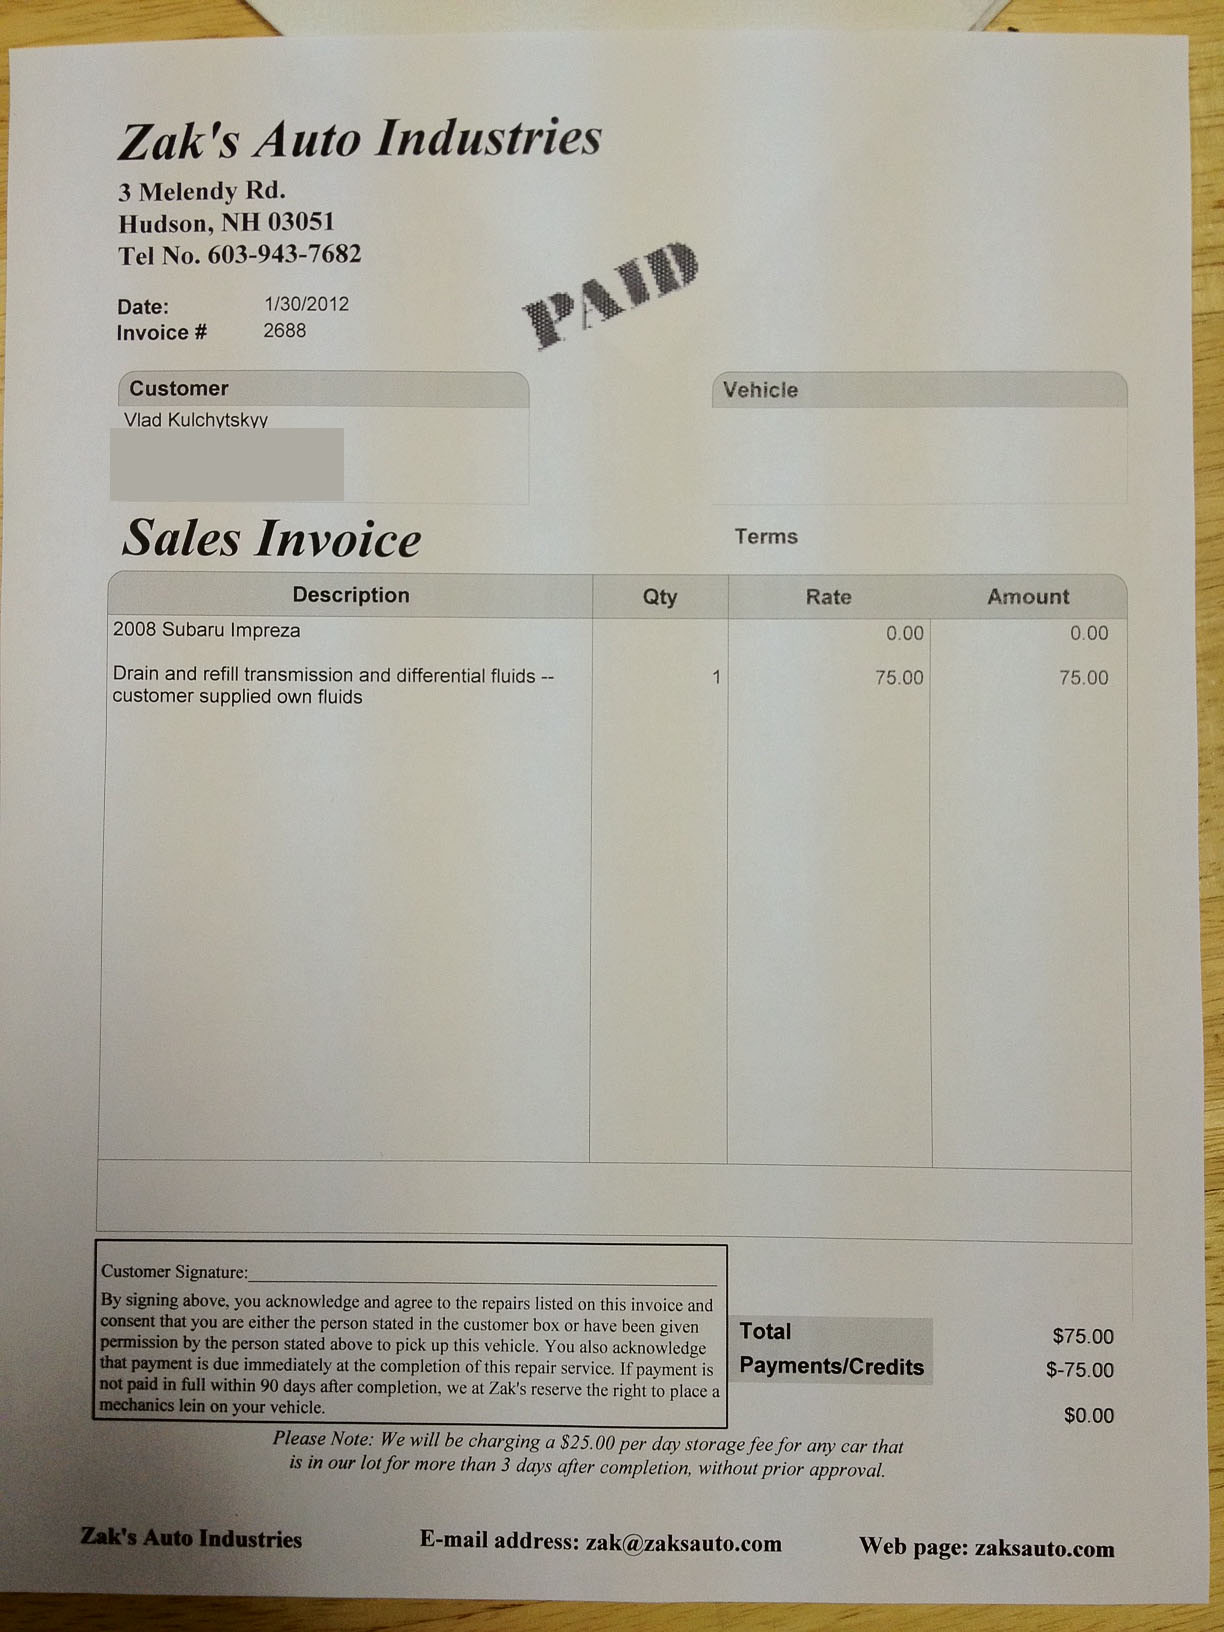 Zak's Auto Industries
3 Melendy Rd.
Hudson, NH 03051
Tel No. 603-943-7682
PAID
Date: 1/30/2012
Invoice # 2688
Customer
Vlad Kulchytskyy
Vehicle
Sales Invoice
Terms
Description Qty Rate Amount
2008 Subaru Impreza 0.00 0.00
Drain and refill transmission and differential fluids -- 1 75.00 75.00
customer supplied own fluids
Customer Signature:
By signing above, you acknowledge and agree to the repairs listed on this invoice and
consent that you are either the person stated in the customer box or have been given
permission by the person stated above to pick up this vehicle. You also acknowledge
that payment is due immediately at the completion of this repair service. If payment is
not paid in full within 90 days after completion, we at Zak's reserve the right to place a
mechanics lein on your vehicle.
Total $75.00
Payments/Credits $-75.00
$0.00
Please Note: We will be charging a $25.00 per day storage fee for any car that
is in our lot for more than 3 days after completion, without prior approval.
Zak's Auto Industries E-mail address: zak@zaksauto.com Web page: zaksauto.com